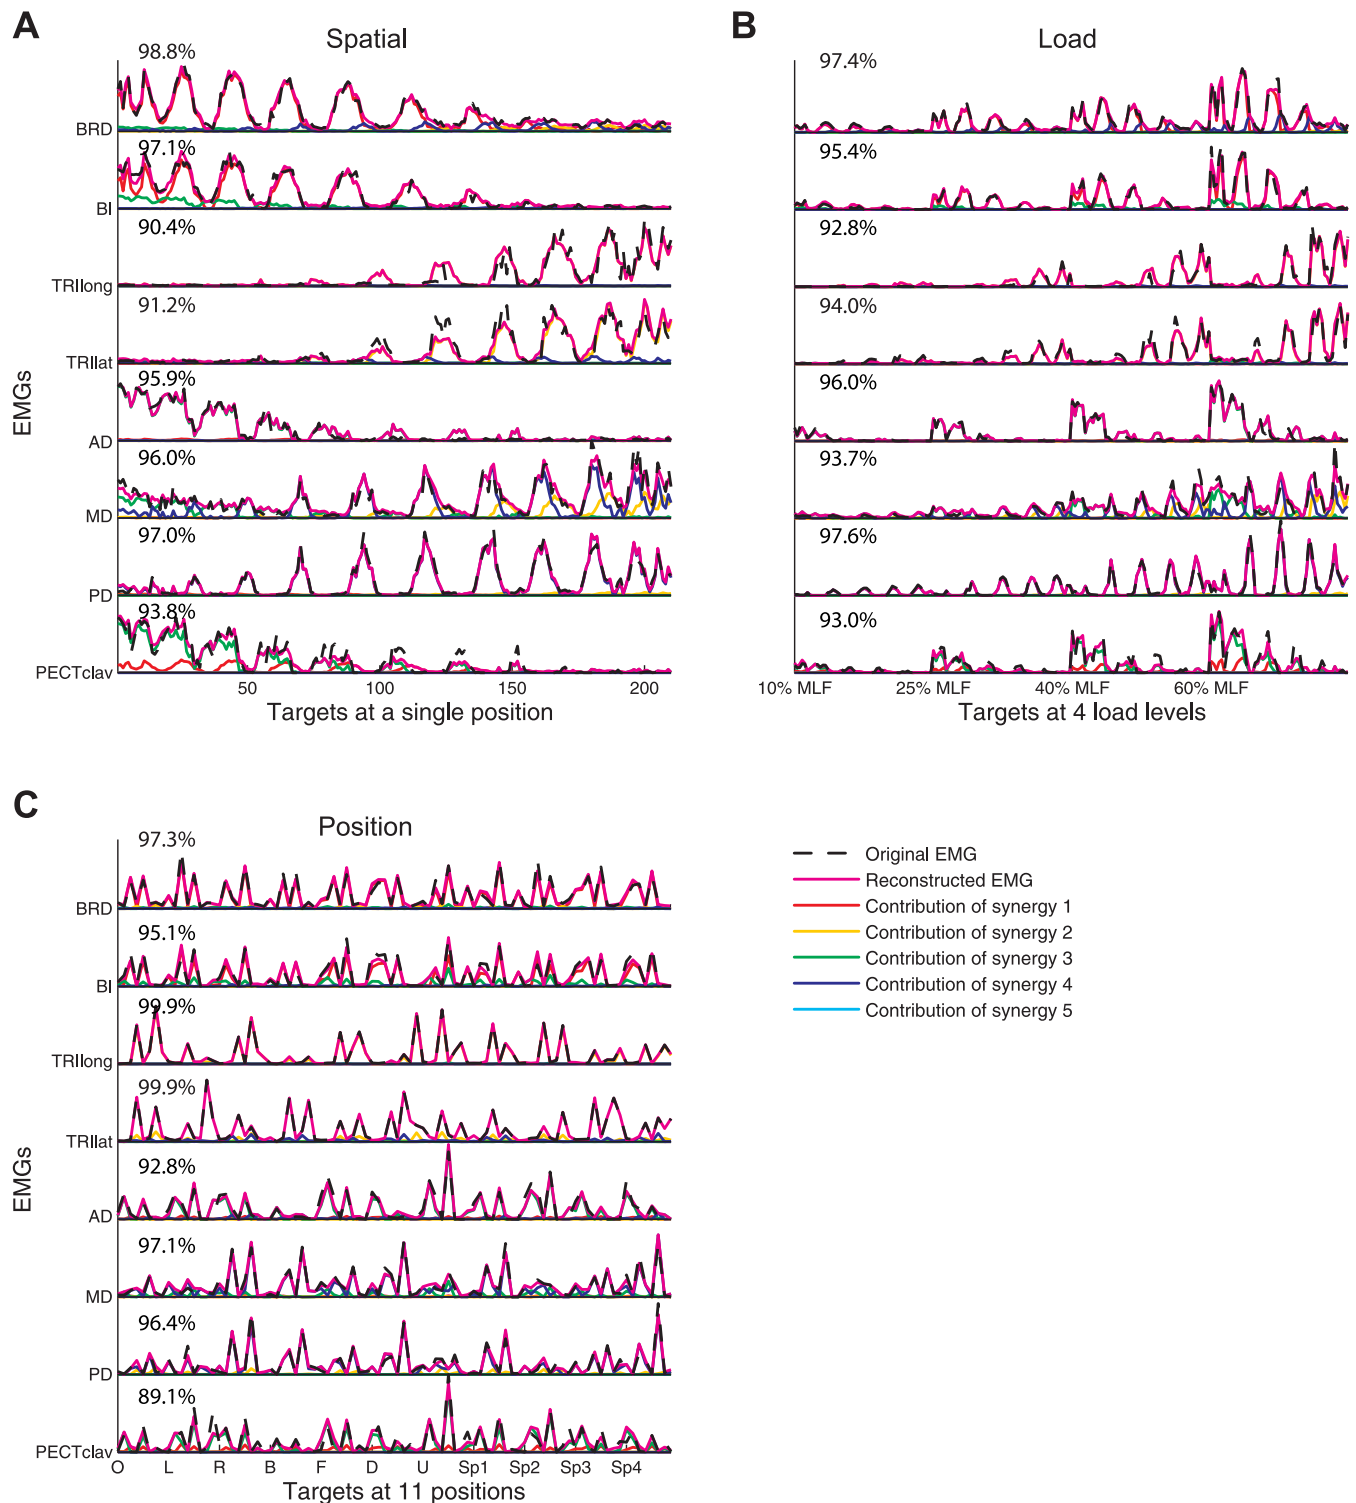 A
Spatial
98.8%
BRD
97.1%
BI
90.4%
TRIlong
91.2%
TRIlat
95.9%
AD
96.0%
MD
97.0%
PD
93.8%
PECTclav
EMGs
50
100
150
200
Targets at a single position
B
Load
97.4%
95.4%
92.8%
94.0%
96.0%
93.7%
97.6%
93.0%
10% MLF
25% MLF
40% MLF
60% MLF
Targets at 4 load levels
C
Position
97.3%
BRD
95.1%
BI
99.9%
TRIlong
99.9%
TRIlat
92.8%
AD
97.1%
MD
96.4%
PD
89.1%
PECTclav
EMGs
O L R B F D U Sp1 Sp2 Sp3 Sp4
Targets at 11 positions
Original EMG
Reconstructed EMG
Contribution of synergy 1
Contribution of synergy 2
Contribution of synergy 3
Contribution of synergy 4
Contribution of synergy 5